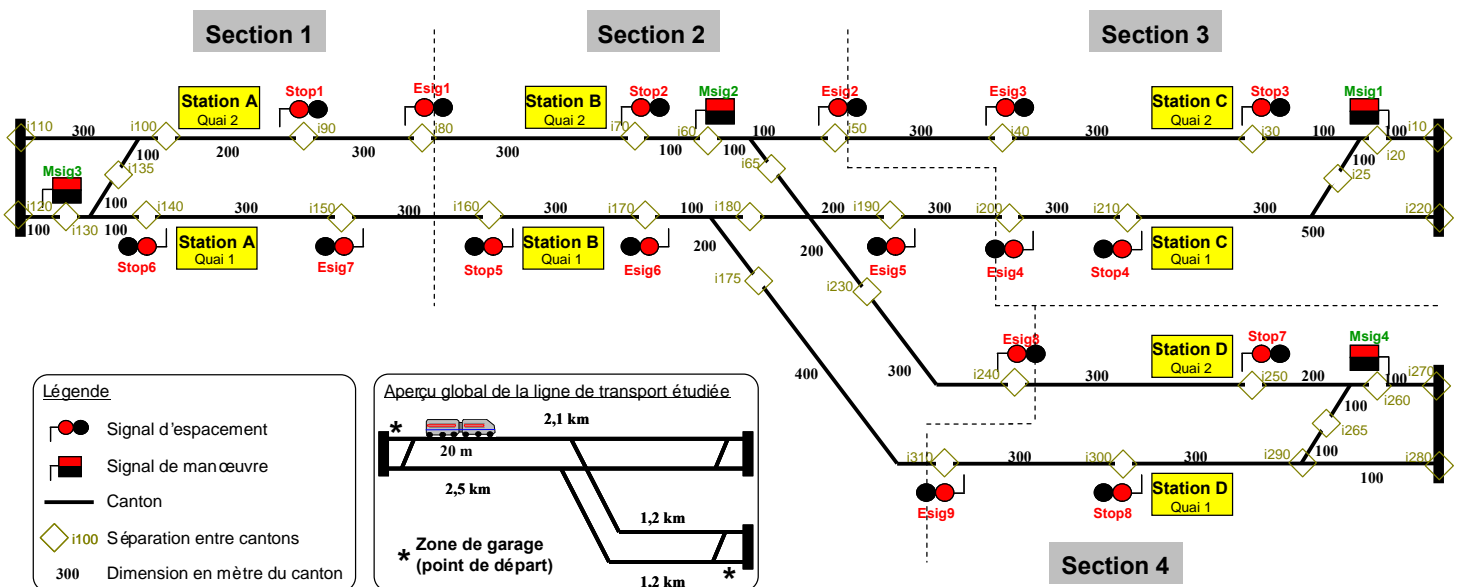 Section 1
Section 2
Section 3
Station A
Quai 2
Stop1
Esig1
Station B
Quai 2
Stop2
Msig2
Esig2
Esig3
Station C
Quai 2
Stop3
Msig1
i110
300
i100
200
i90
300
i80
300
i70
100
i60
100
100
i50
300
i40
300
i30
100
100
i10
i20
100
i135
100
i65
100
i25
Msig3
i120
100
i130
100
i140
300
i150
300
i160
300
i170
100
i180
200
i190
300
i200
300
i210
300
500
i220
Stop6
Station A
Quai 1
Esig7
Stop5
Station B
Quai 1
Esig6
200
200
Esig5
Esig4
Stop4
Station C
Quai 1
i175
i230
400
300
Esig8
i240
300
Station D
Quai 2
Stop7
i250
200
Msig4
100
i270
i260
100
i265
100
i310
300
i300
300
i290
100
i280
Esig9
Stop8
Station D
Quai 1
Section 4
Légende
Signal d'espacement
Signal de manœuvre
Canton
i100 Séparation entre cantons
300 Dimension en mètre du canton
Aperçu global de la ligne de transport étudiée
*
2,1 km
20 m
2,5 km
1,2 km
* Zone de garage
(point de départ)
*
1,2 km